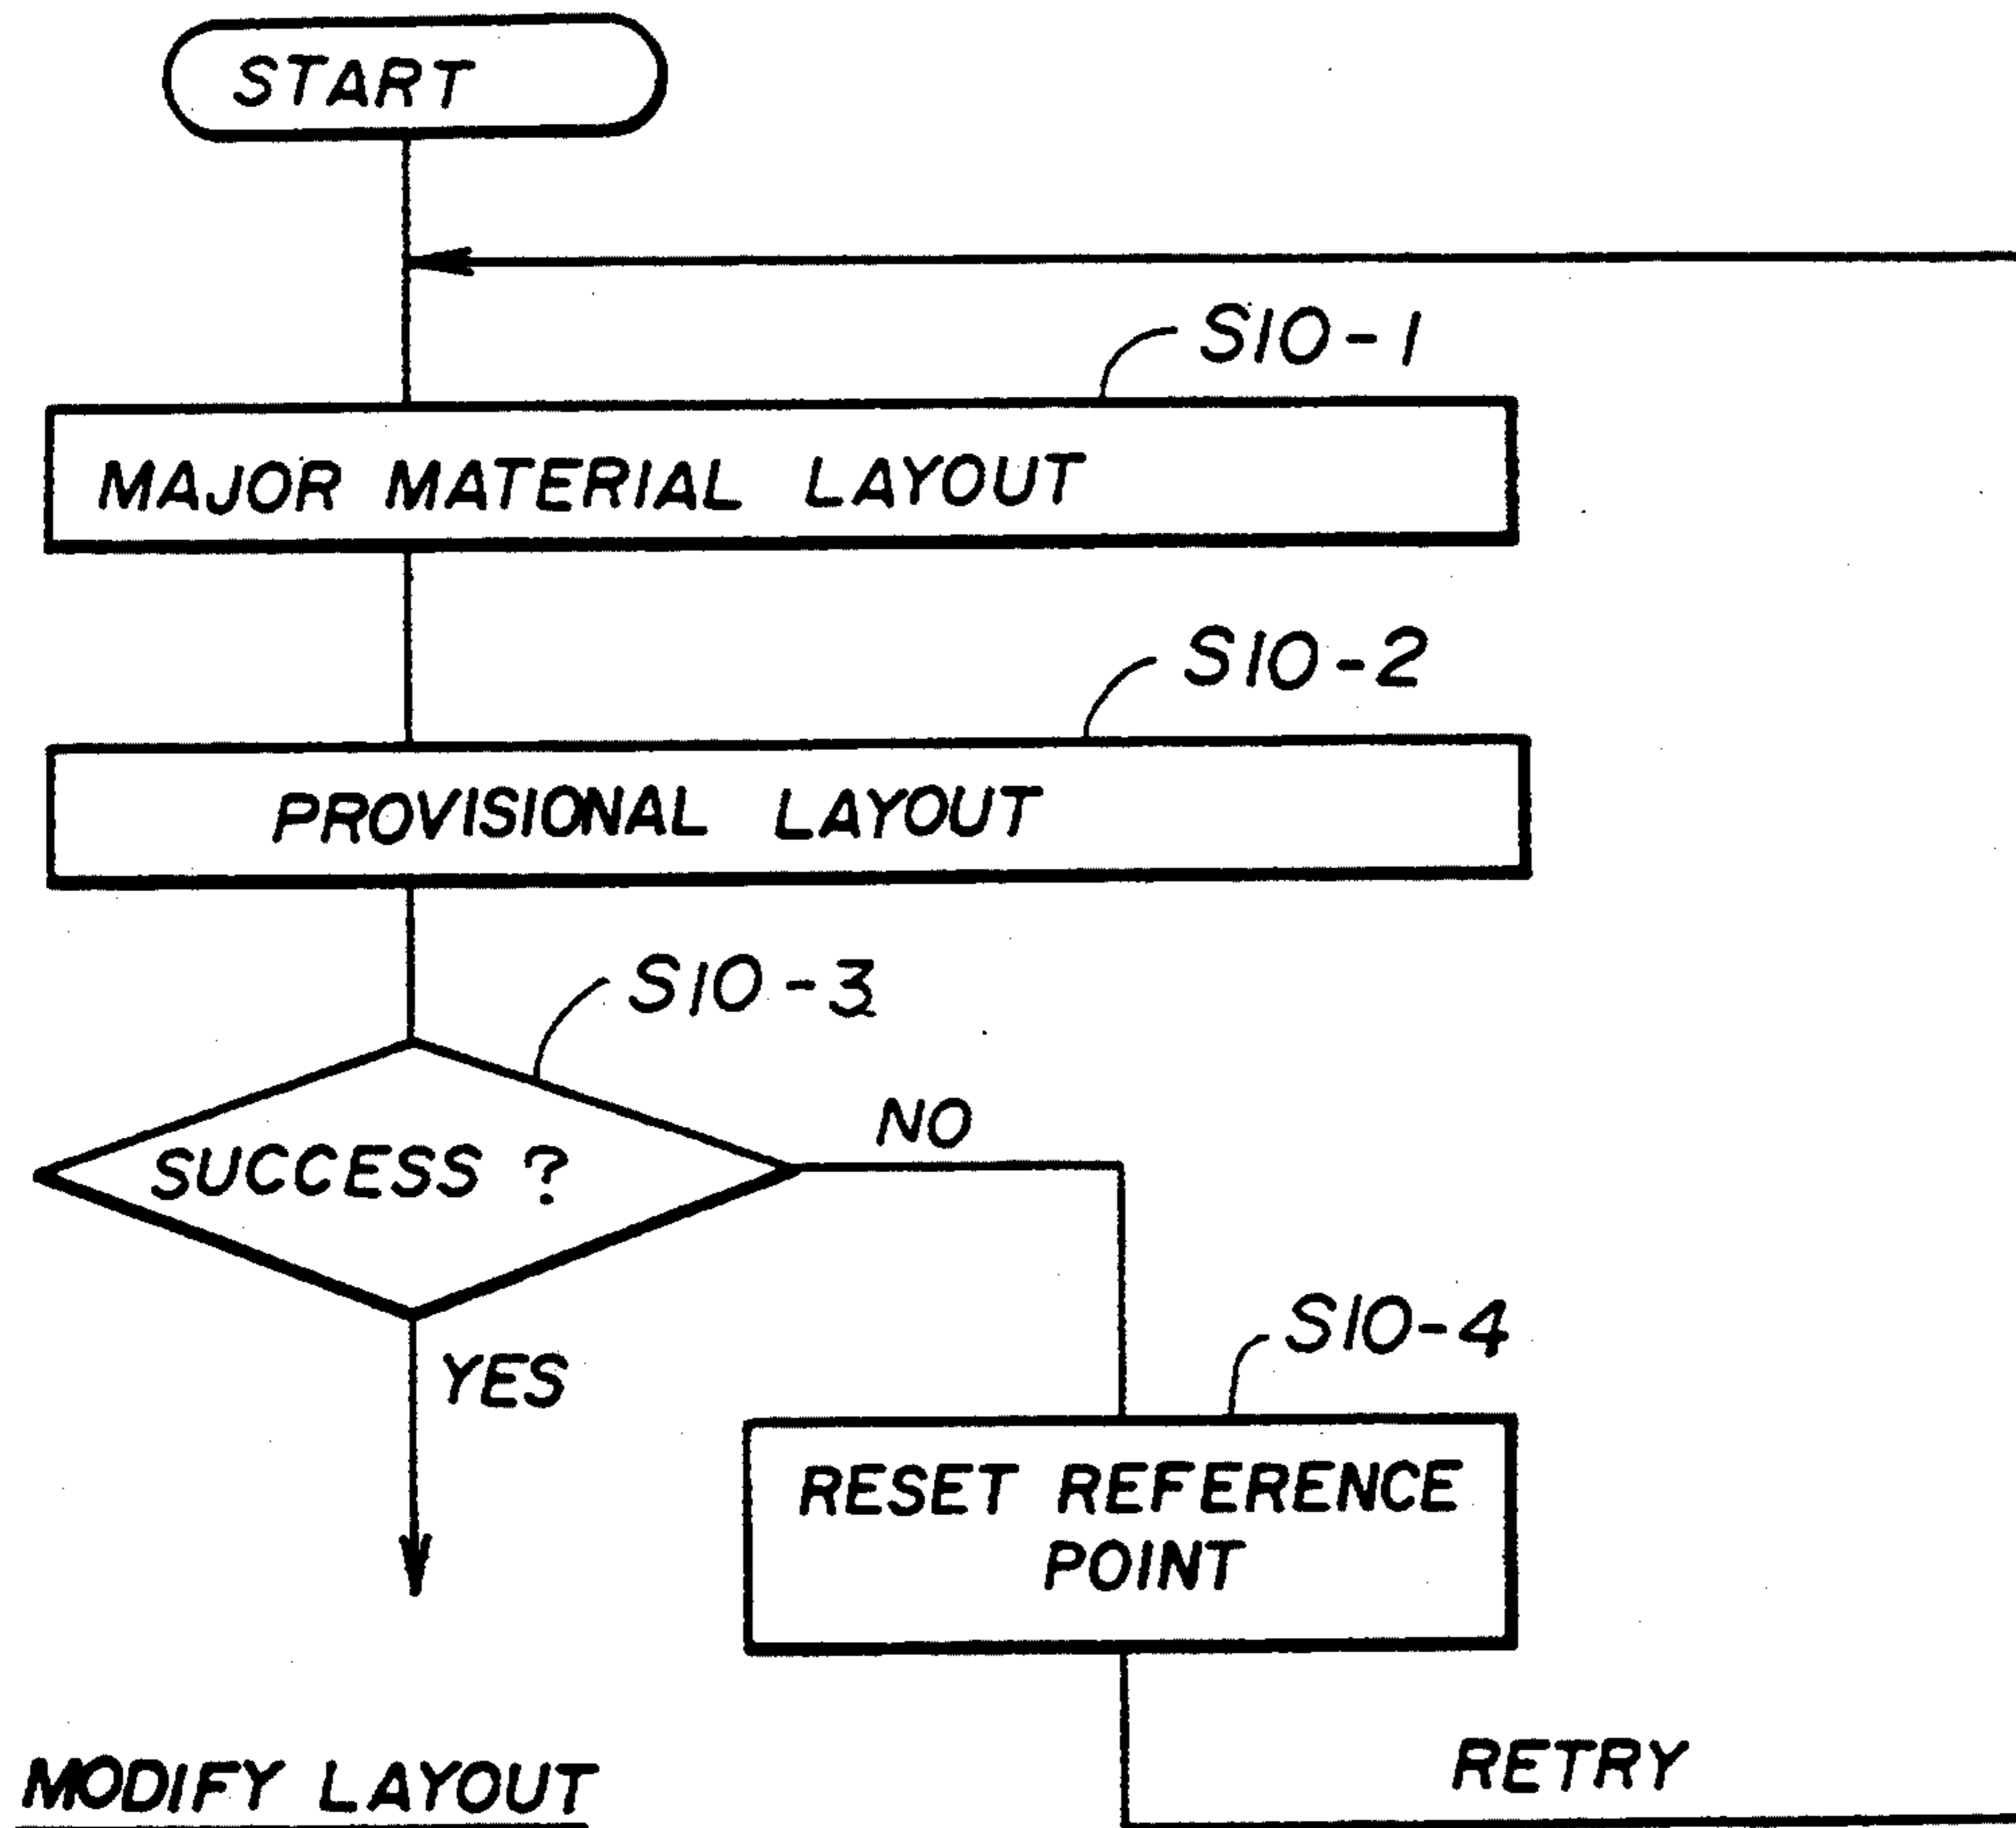 START
S10-1
MAJOR MATERIAL LAYOUT
S10-2
PROVISIONAL LAYOUT
S10-3
SUCCESS ?
NO
YES
S10-4
RESET REFERENCE
POINT
RETRY
MODIFY LAYOUT